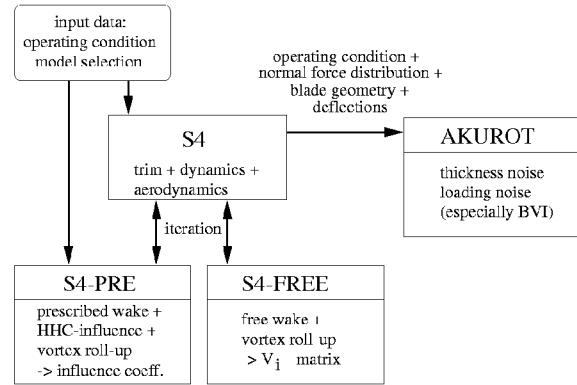 input data:
operating condition
model selection
operating condition +
normal force distribution +
blade geometry +
deflections
S4
trim + dynamics +
aerodynamics
AKUROT
thickness noise
loading noise
(especially BVI)
iteration
S4-PRE
prescribed wake +
HHC-influence +
vortex roll-up
-> influence coeff.
S4-FREE
free wake +
vortex roll up
> Vi matrix